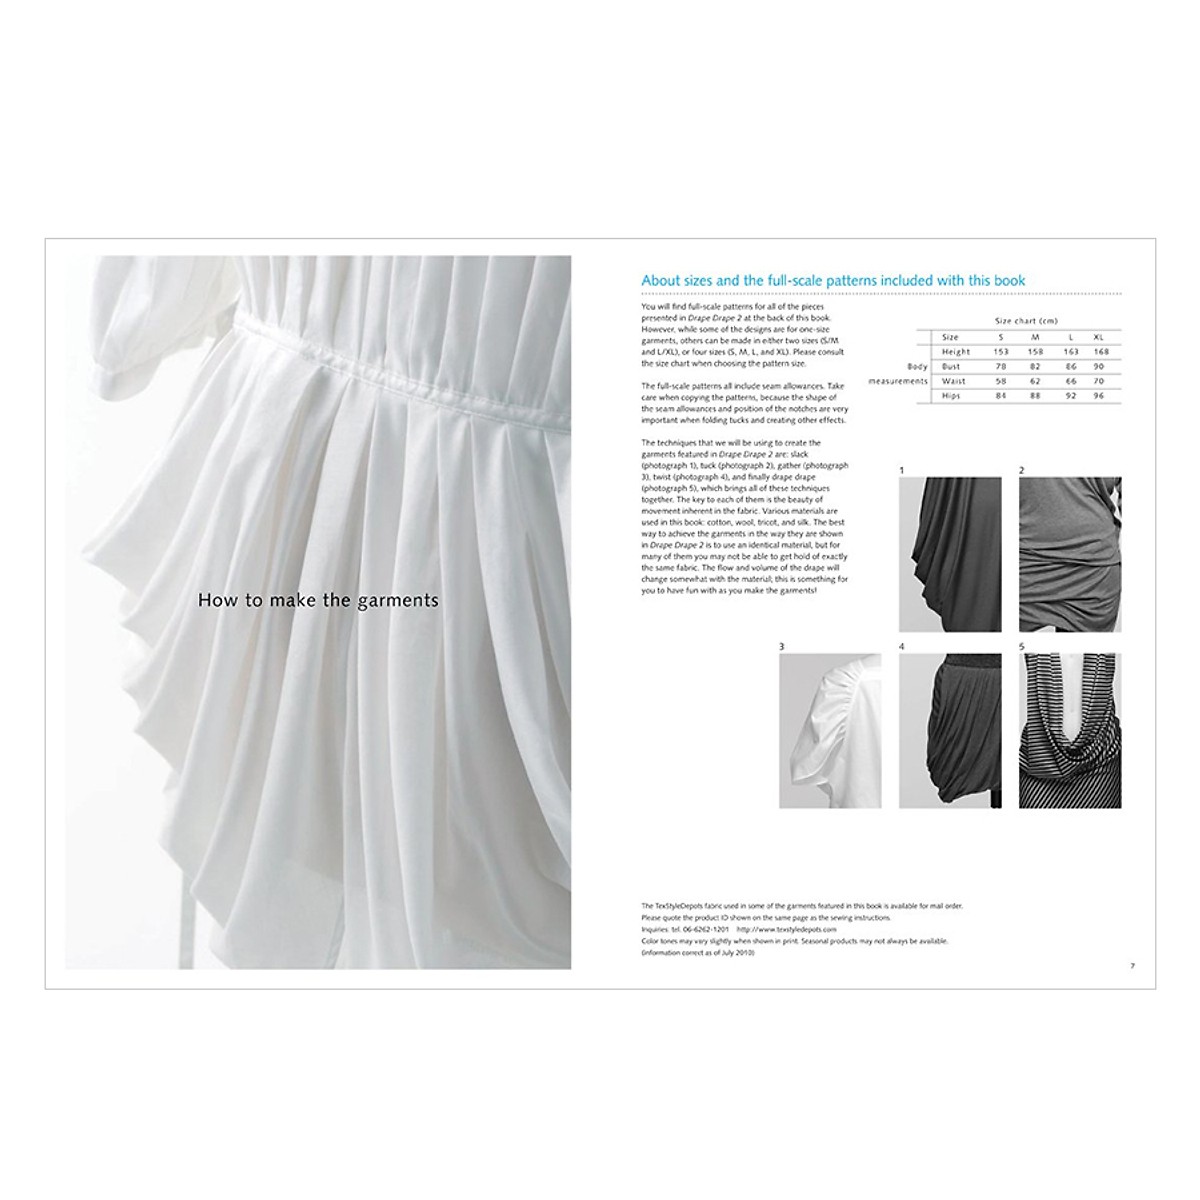 How to make the garments
About sizes and the full-scale patterns included with this book
You will find full-scale patterns for all of the pieces
presented in Drape Drape 2 at the back of this book.
However, while some of the designs are for one-size
garments, others can be made in either two sizes (S/M
and L/XL), or four sizes (S, M, L, and XL). Please consult
the size chart when choosing the pattern size.
The full-scale patterns all include seam allowances. Take
care when copying the patterns, because the shape of
the seam allowances and position of the notches are very
important when folding tucks and creating other effects.
The techniques that we will be using to create the
garments featured in Drape Drape 2 are: slack
(photograph 1), tuck (photograph 2), gather (photograph
3), twist (photograph 4), and finally drape drape
(photograph 5), which brings all of these techniques
together. The key to each of them is the beauty of
movement inherent in the fabric. Various materials are
used in this book: cotton, wool, tricot, and silk. The best
way to achieve the garments in the way they are shown
in Drape Drape 2 is to use an identical material, but for
many of them you may not be able to get hold of exactly
the same fabric. The flow and volume of the drape will
change somewhat with the material; this is something for
you to have fun with as you make the garments!
Size chart (cm)
Size S M L XL
Height 153 158 163 168
Body Bust 78 82 86 90
measurements Waist 58 62 66 70
Hips 84 88 92 96
1 2
3 4 5
The TexStyleDepots fabric used in some of the garments featured in this book is available for mail order.
Please quote the product ID shown on the same page as the sewing instructions.
Inquiries: tel. 06-6262-1201 http://www.texstyledepots.com
Color tones may vary slightly when shown in print. Seasonal products may not always be available.
(information correct as of July 2010)
7